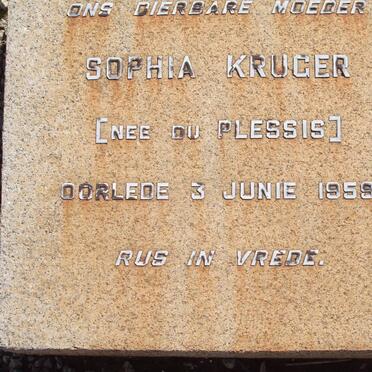 ONS DIERBARE MOEDER
SOPHIA KRUGER
[NEE DU PLESSIS]
OORLEDE 3 JUNIE 1959
RUS IN VREDE.